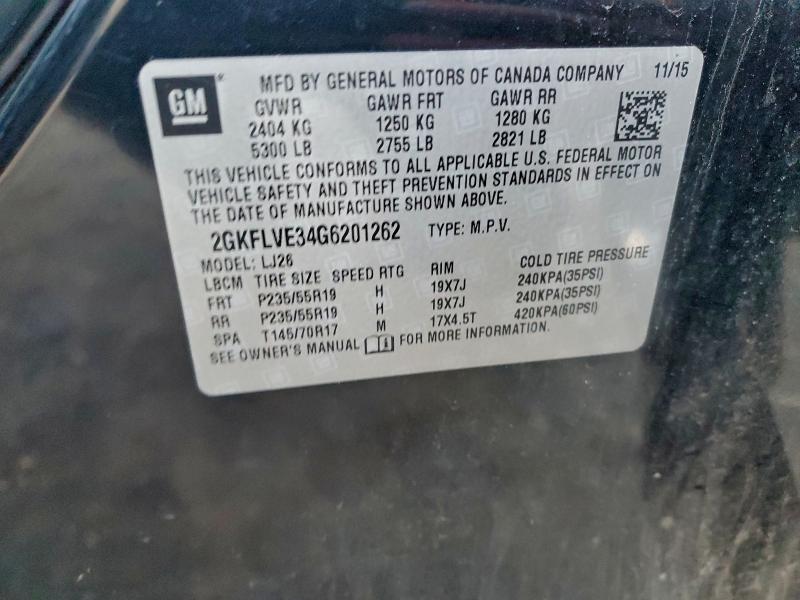 GM MFD BY GENERAL MOTORS OF CANADA COMPANY 11/15
GVWR GAWR FRT GAWR RR
2404 KG 1250 KG 1280 KG
5300 LB 2755 LB 2821 LB
THIS VEHICLE CONFORMS TO ALL APPLICABLE U.S. FEDERAL MOTOR
VEHICLE SAFETY AND THEFT PREVENTION STANDARDS IN EFFECT ON
THE DATE OF MANUFACTURE SHOWN ABOVE.
2GKFLVE34G6201262 TYPE: M.P.V.
MODEL: LJ26
LBCM TIRE SIZE SPEED RTG RIM COLD TIRE PRESSURE
FRT P235/55R19 H 19X7J 240KPA(35PSI)
RR P235/55R19 H 19X7J 240KPA(35PSI)
SPA T145/70R17 M 17X4.5T 420KPA(60PSI)
SEE OWNER'S MANUAL FOR MORE INFORMATION.